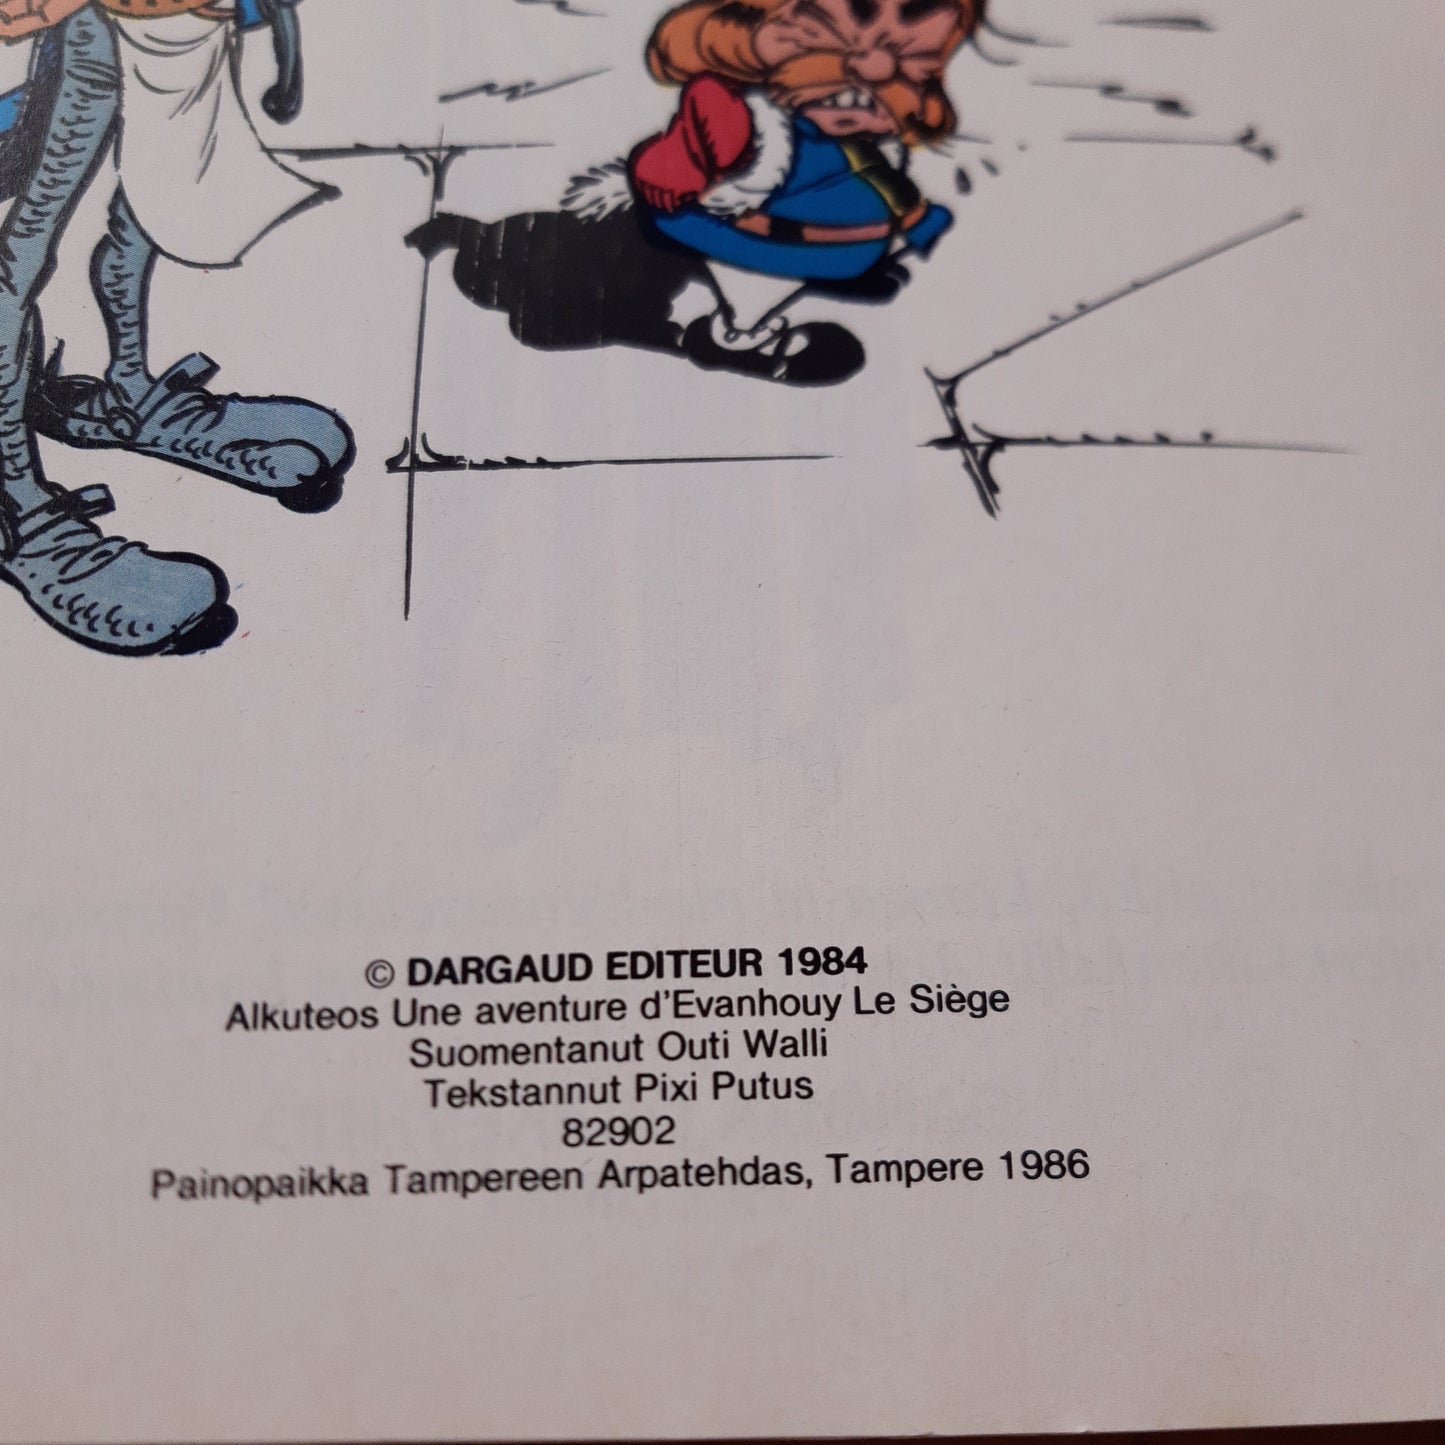 © DARGAUD EDITEUR 1984
Alkuteos Une aventure d'Evanhouy Le Siège
Suomentanut Outi Walli
Tekstannut Pixi Putus
82902
Painopaikka Tampereen Arpatehdas, Tampere 1986